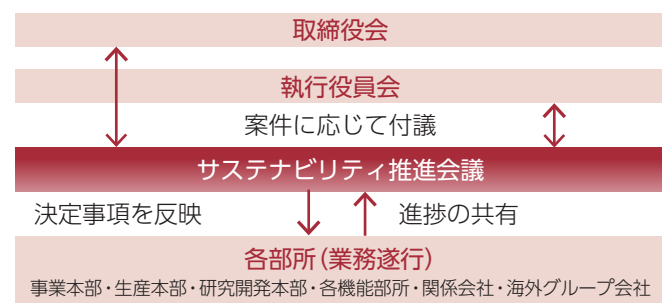 取締役会
執行役員会
案件に応じて付議
サステナビリティ推進会議
決定事項を反映 進捗の共有
各部所(業務遂行)
事業本部・生産本部・研究開発本部・各機能部所・関係会社・海外グループ会社